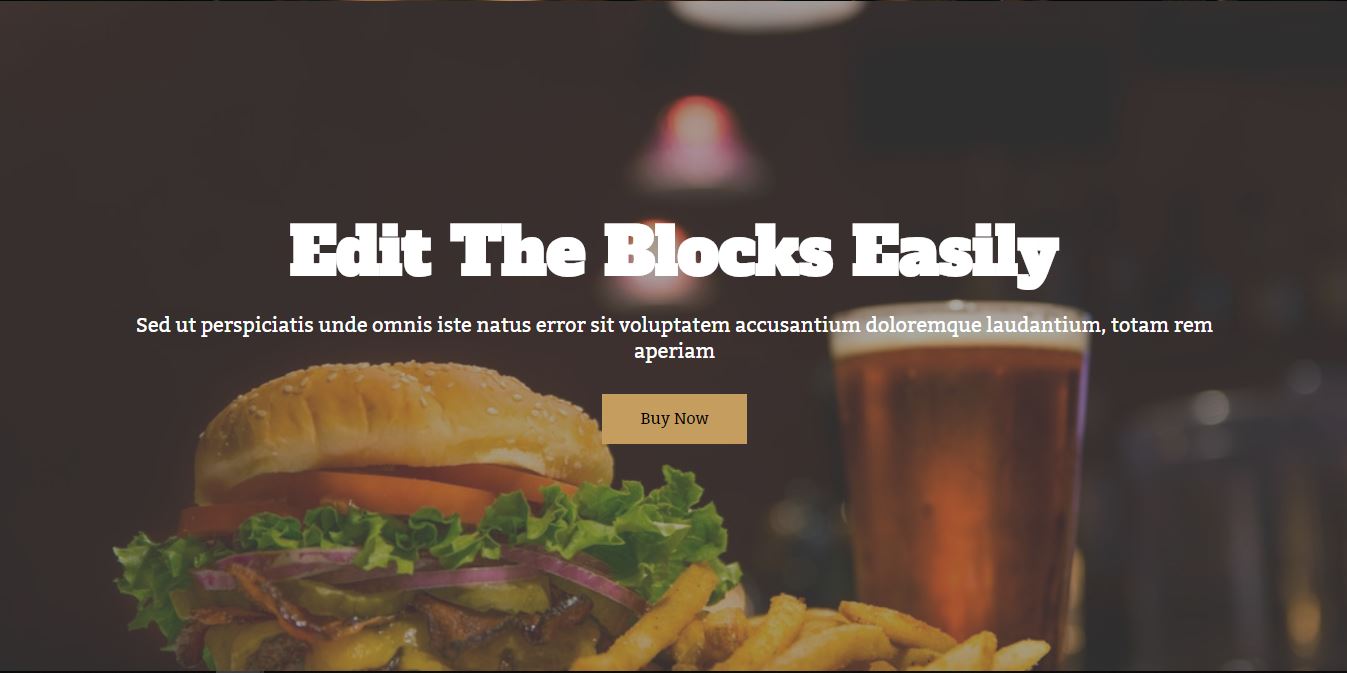 Edit The Blocks Easily
Sed ut perspiciatis unde omnis iste natus error sit voluptatem accusantium doloremque laudantium, totam rem
aperiam
Buy Now